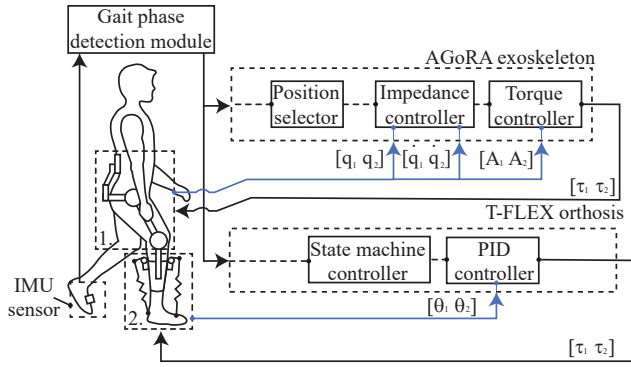 Gait phase
detection module
AGoRA exoskeleton
Position
selector
Impedance
controller
Torque
controller
[q₁ q₂]
[q̇₁ q̇₂]
[A₁ A₂]
[τ₁ τ₂]
T-FLEX orthosis
1.
State machine
controller
PID
controller
IMU
sensor
2.
[θ₁ θ₂]
[τ₁ τ₂]